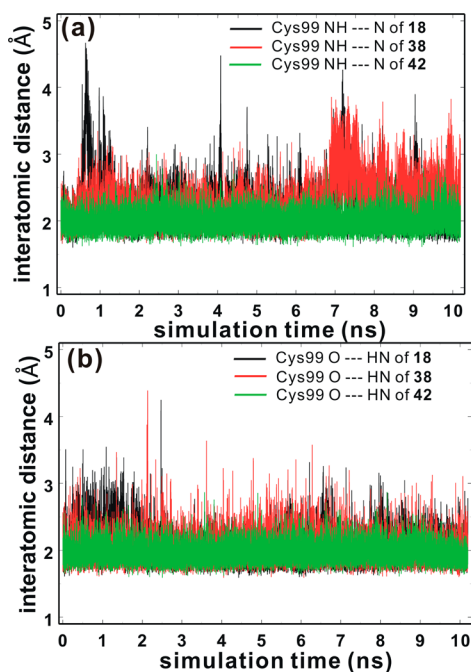 (a)
Cys99 NH --- N of 18
Cys99 NH --- N of 38
Cys99 NH --- N of 42
interatomic distance (Å)
5
4
3
2
1
0 1 2 3 4 5 6 7 8 9 10
simulation time (ns)
(b)
Cys99 O --- HN of 18
Cys99 O --- HN of 38
Cys99 O --- HN of 42
interatomic distance (Å)
5
4
3
2
1
0 1 2 3 4 5 6 7 8 9 10
simulation time (ns)